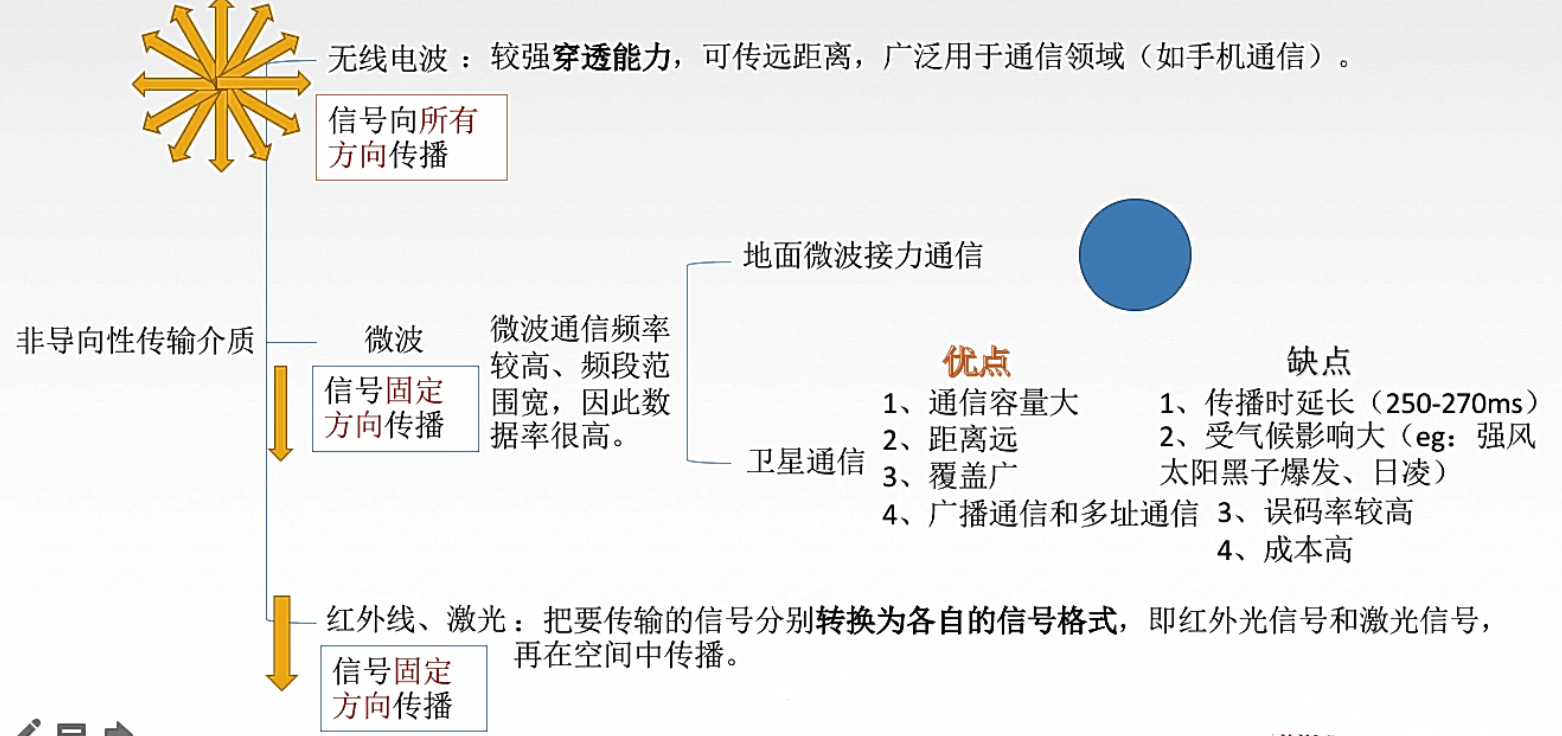 无线电波 ：较强穿透能力，可传远距离，广泛用于通信领域（如手机通信）。
信号向所有
方向传播
非导向性传输介质
微波
信号固定
方向传播
微波通信频率
较高、频段范
围宽，因此数
据率很高。
地面微波接力通信
卫星通信
优点
1、通信容量大
2、距离远
3、覆盖广
4、广播通信和多址通信
缺点
1、传播时延长（250-270ms）
2、受气候影响大（eg：强风
太阳黑子爆发、日凌）
3、误码率较高
4、成本高
红外线、激光：把要传输的信号分别转换为各自的信号格式，即红外光信号和激光信号，
再在空间中传播。
信号固定
方向传播